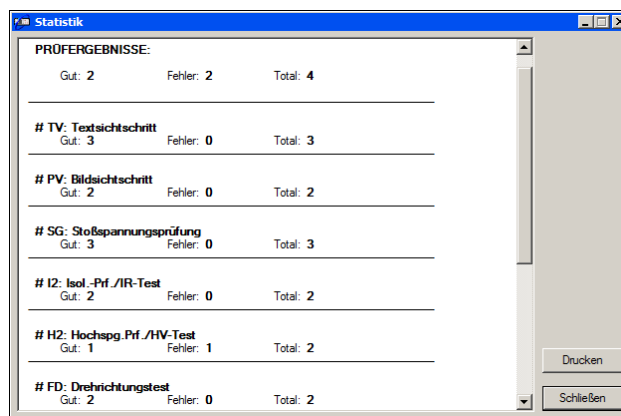 Statistik
PRÜFERGEBNISSE:
Gut: 2 Fehler: 2 Total: 4
# TV: Textsichtschritt
Gut: 3 Fehler: 0 Total: 3
# PV: Bildsichtschritt
Gut: 2 Fehler: 0 Total: 2
# SG: Stoßspannungsprüfung
Gut: 3 Fehler: 0 Total: 3
# I2: Isol.-Prf./IR-Test
Gut: 2 Fehler: 0 Total: 2
# H2: Hochspg.Prf./HV-Test
Gut: 1 Fehler: 1 Total: 2
# FD: Drehrichtungstest
Gut: 2 Fehler: 0 Total: 2
Drucken
Schließen